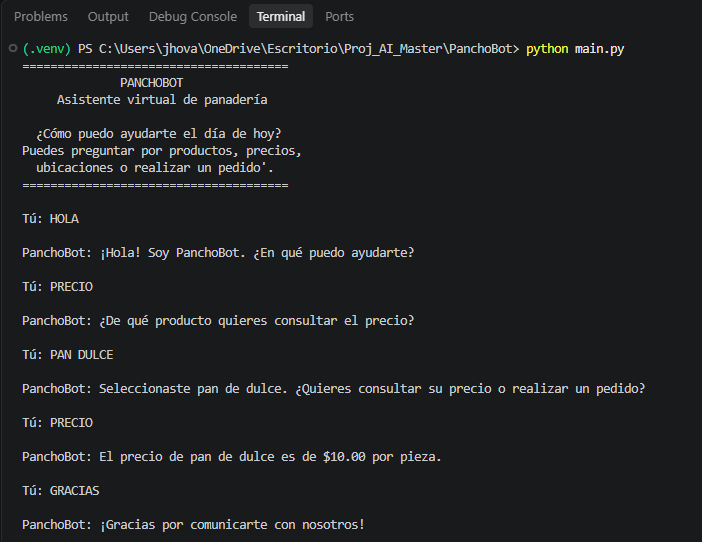 Problems Output Debug Console Terminal Ports
(.venv) PS C:\Users\jhova\OneDrive\Escritorio\Proj_AI_Master\PanchoBot> python main.py
======================================
PANCHOBOT
Asistente virtual de panadería
¿Cómo puedo ayudarte el día de hoy?
Puedes preguntar por productos, precios,
ubicaciones o realizar un pedido'.
======================================
Tú: HOLA
PanchoBot: ¡Hola! Soy PanchoBot. ¿En qué puedo ayudarte?
Tú: PRECIO
PanchoBot: ¿De qué producto quieres consultar el precio?
Tú: PAN DULCE
PanchoBot: Seleccionaste pan de dulce. ¿Quieres consultar su precio o realizar un pedido?
Tú: PRECIO
PanchoBot: El precio de pan de dulce es de $10.00 por pieza.
Tú: GRACIAS
PanchoBot: ¡Gracias por comunicarte con nosotros!